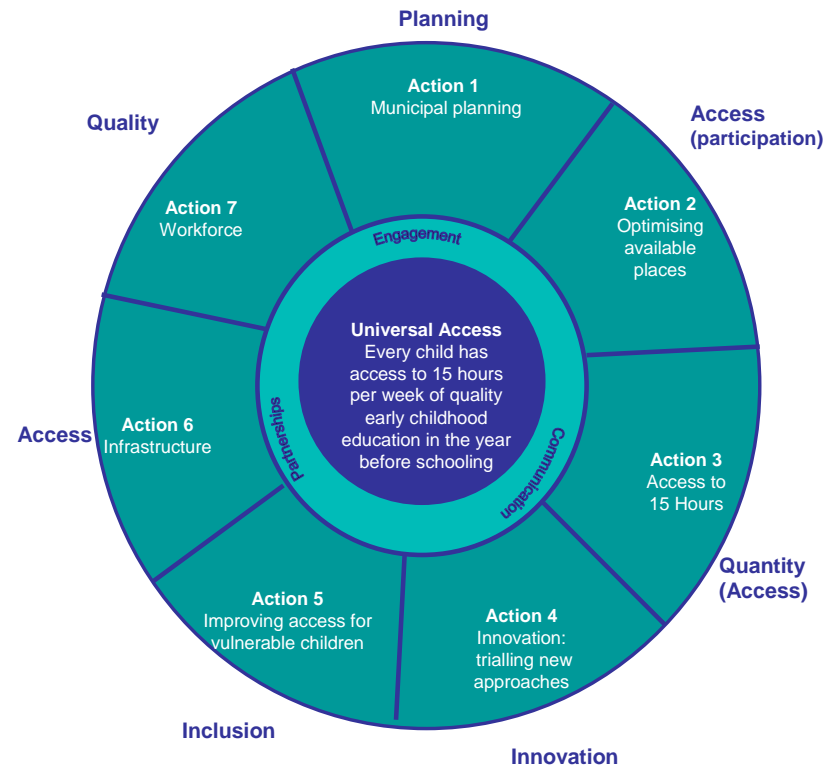 Planning
Action 1
Municipal planning
Access
(participation)
Action 2
Optimising
available
places
Action 3
Access to
15 Hours
Quantity
(Access)
Action 4
Innovation:
trialling new
approaches
Innovation
Action 5
Improving access for
vulnerable children
Inclusion
Action 6
Infrastructure
Access
Action 7
Workforce
Quality
Engagement
Communication
Partnerships
Universal Access
Every child has
access to 15 hours
per week of quality
early childhood
education in the year
before schooling